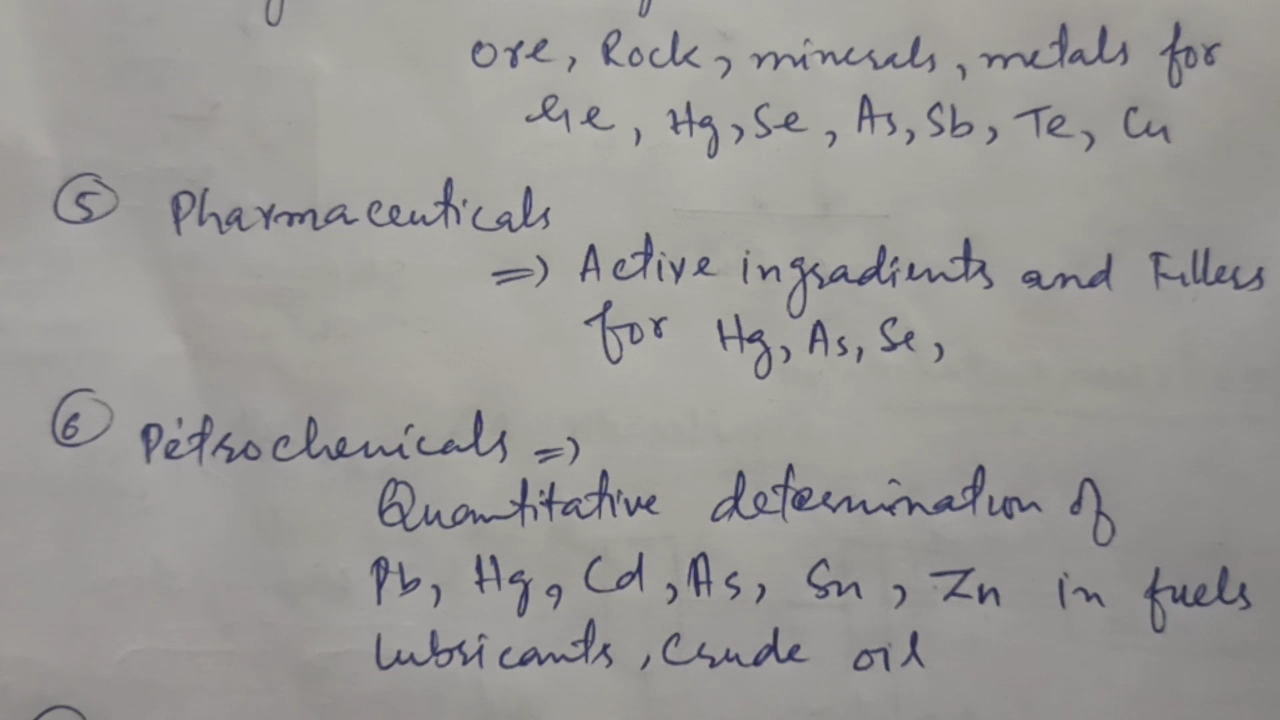 ore, Rock, minerals, metals for
Ge, Hg, Se, As, Sb, Te, Cu
⑤ Pharmaceuticals
=> Active ingradients and Fillers
for Hg, As, Se,
⑥ Petrochemicals =>
Quantitative determination of
Pb, Hg, Cd, As, Sn, Zn in fuels
lubricants, Crude oil